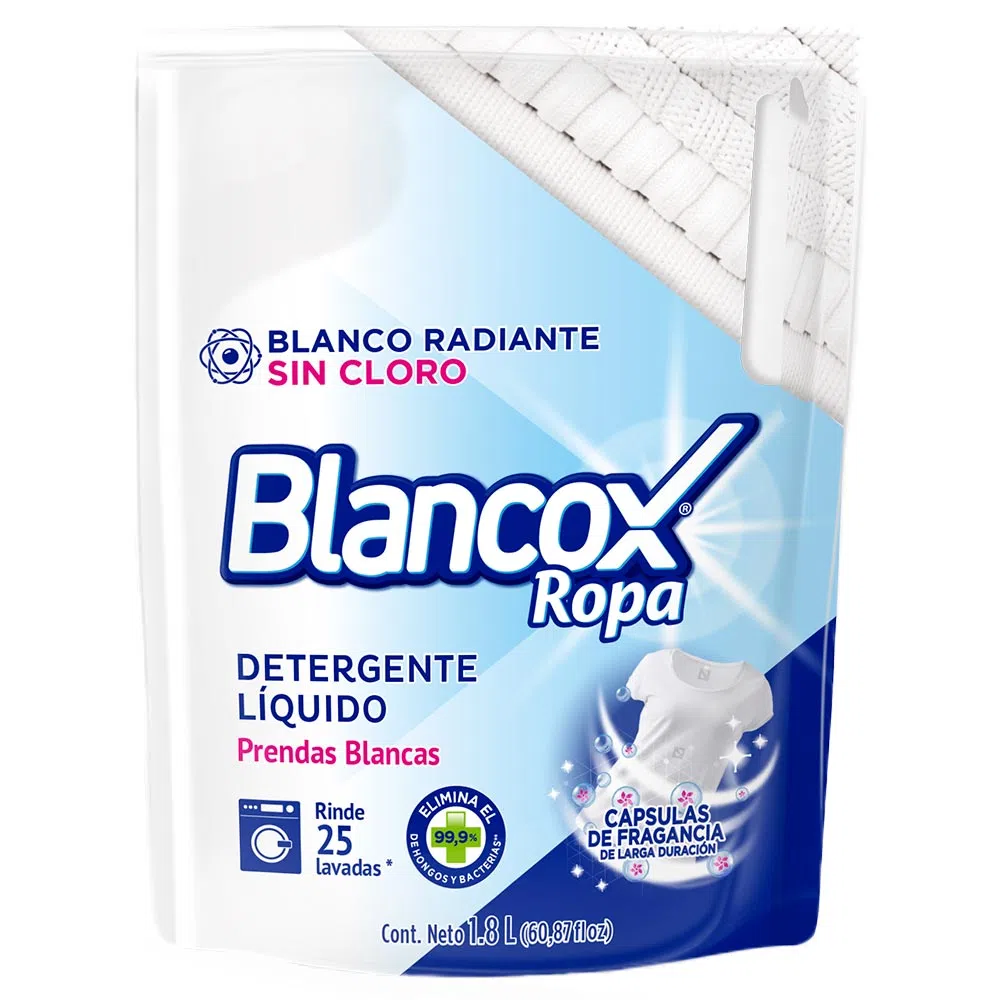 BLANCO RADIANTE
SIN CLORO
Blancox®
Ropa
DETERGENTE
LÍQUIDO
Prendas Blancas
Rinde
25
lavadas*
ELIMINA EL
99,9%
DE HONGOS Y BACTERIAS**
CÁPSULAS
DE FRAGANCIA
DE LARGA DURACIÓN
Cont. Neto 1.8 L (60,87 fl oz)